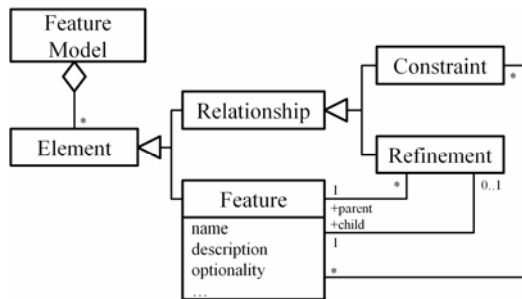 Feature
Model
Constraint
*
Relationship
*
Element
Refinement
Feature
1
*
0..1
+parent
+child
name
1
description
optionality
*
...